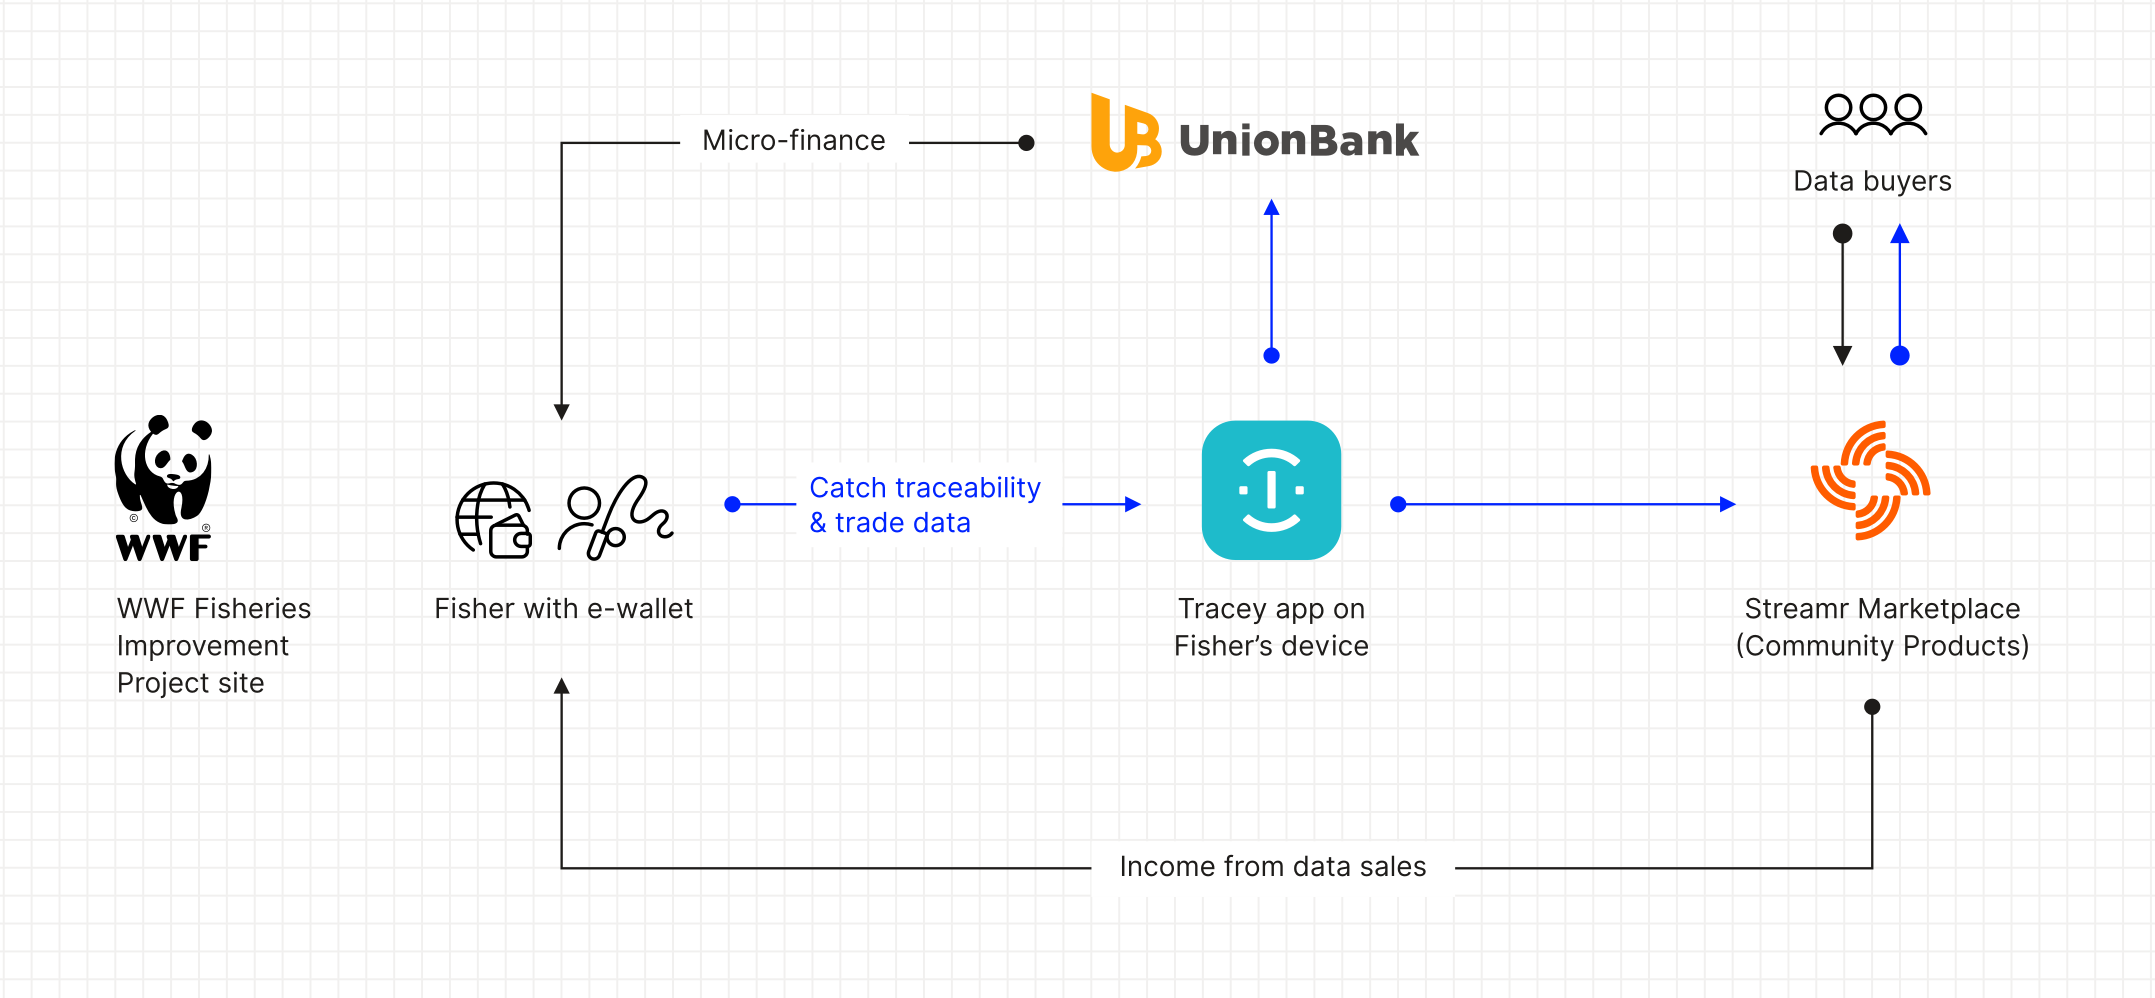 Micro-finance
UB UnionBank
Data buyers
© ®
WWF
WWF Fisheries
Improvement
Project site
Fisher with e-wallet
Catch traceability
& trade data
Tracey app on
Fisher’s device
Streamr Marketplace
(Community Products)
Income from data sales